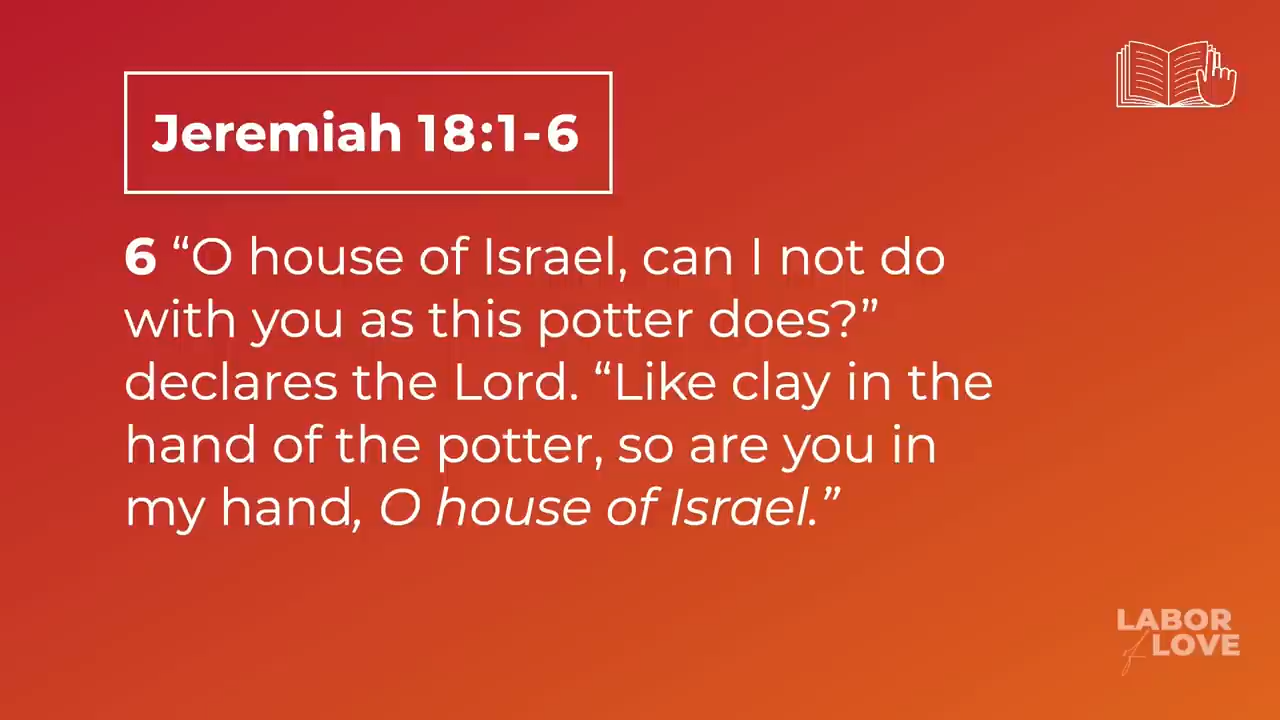 Jeremiah 18:1-6
6 “O house of Israel, can I not do
with you as this potter does?”
declares the Lord. “Like clay in the
hand of the potter, so are you in
my hand, O house of Israel.”
LABOR
of LOVE